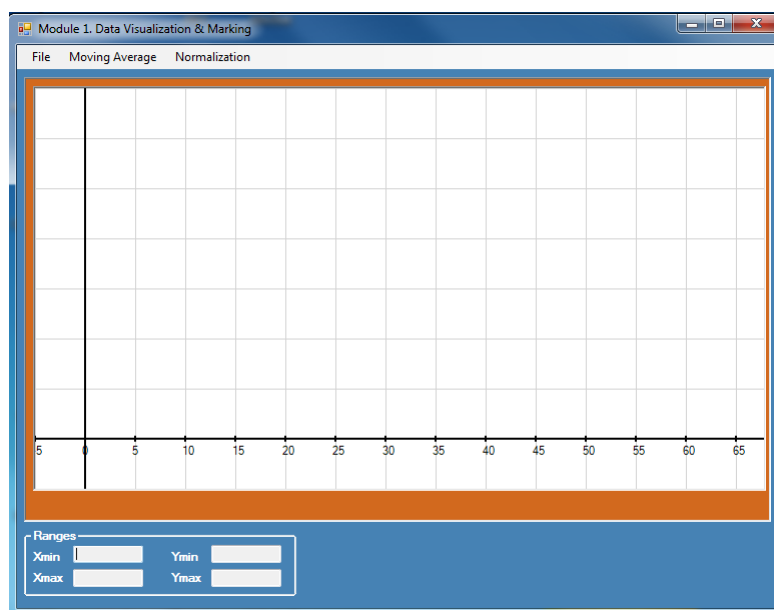 Module 1. Data Visualization & Marking
File Moving Average Normalization
5 0 5 10 15 20 25 30 35 40 45 50 55 60 65
Ranges
Xmin Ymin
Xmax Ymax